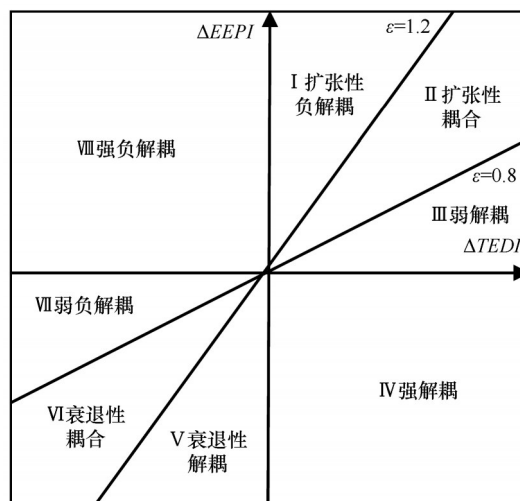 ΔEEPI
ε=1.2
Ⅰ扩张性
负解耦
Ⅱ扩张性
耦合
Ⅷ强负解耦
ε=0.8
Ⅲ弱解耦
ΔTEDI
Ⅶ弱负解耦
Ⅳ强解耦
Ⅵ衰退性
耦合
Ⅴ衰退性
解耦